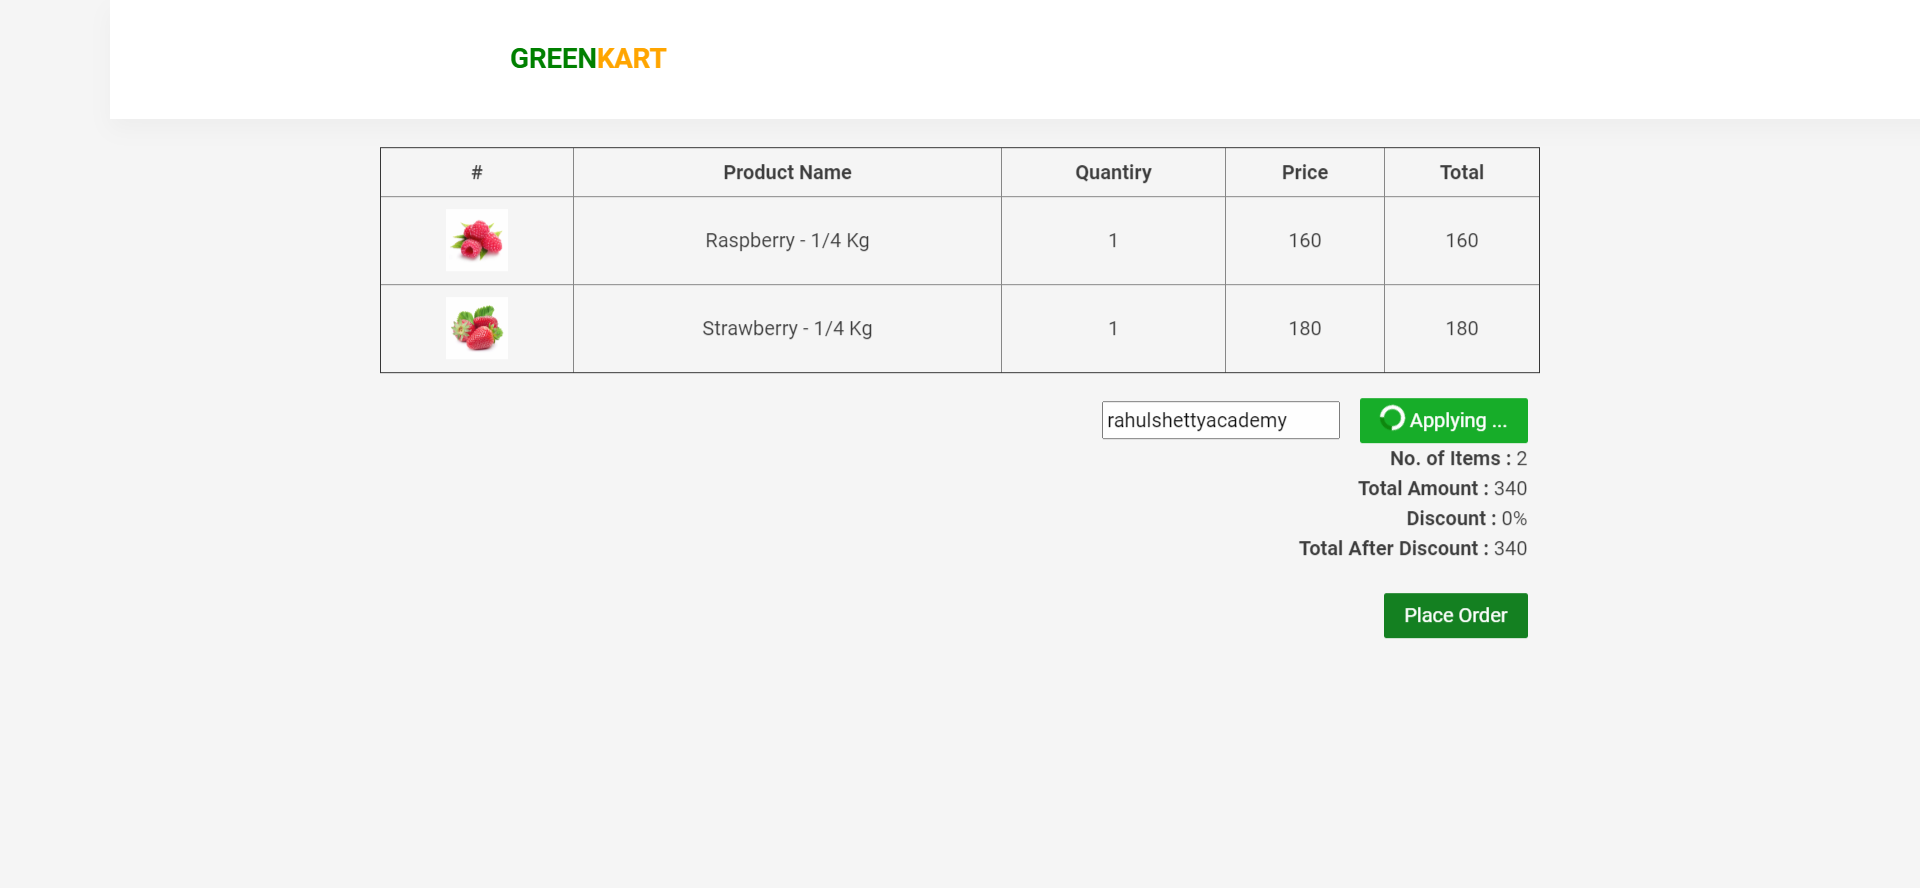 GREENKART
# Product Name Quantiry Price Total
Raspberry - 1/4 Kg 1 160 160
Strawberry - 1/4 Kg 1 180 180
rahulshettyacademy Applying ...
No. of Items : 2
Total Amount : 340
Discount : 0%
Total After Discount : 340
Place Order